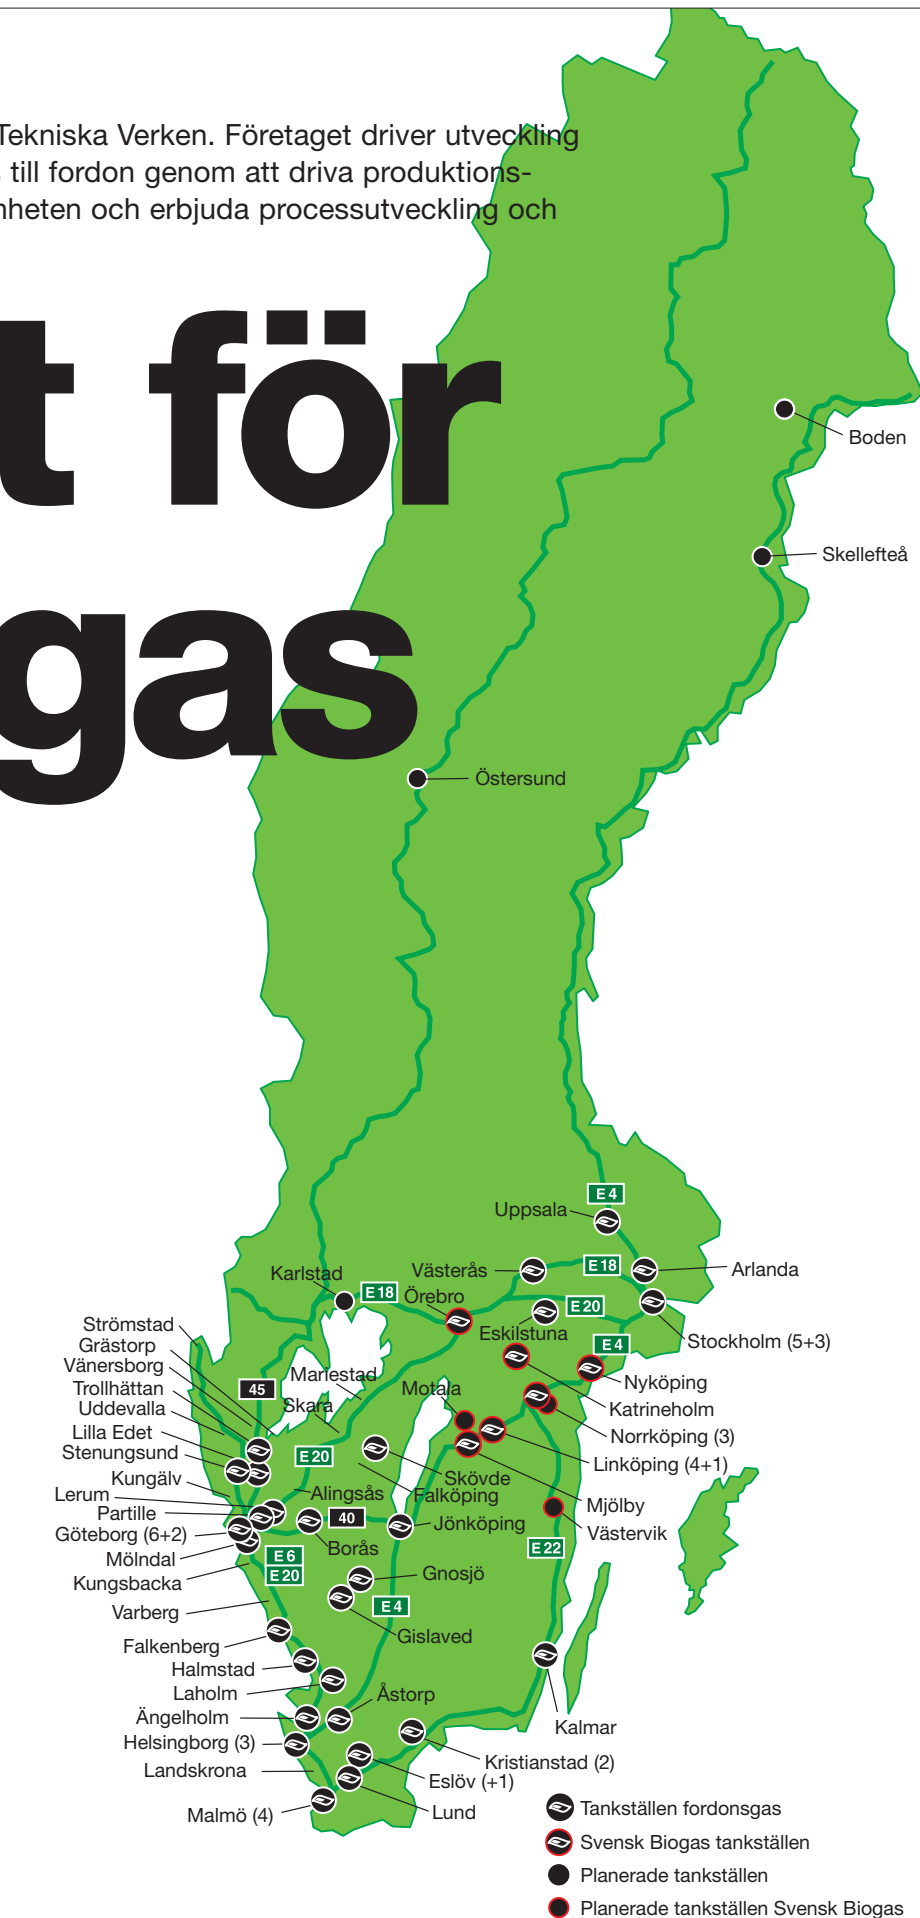 Tekniska Verken. Företaget driver utveckling
till fordon genom att driva produktions-
heten och erbjuda processutveckling och
t för
gas
Boden
Skellefteå
Östersund
E 4
Uppsala
Västerås
E 18
Arlanda
Karlstad
E 18
Örebro
E 20
Eskilstuna
Stockholm (5+3)
E 4
Strömstad
Grästorp
Vänersborg
Trollhättan
Uddevalla
Lilla Edet
Stenungsund
Kungälv
Lerum
Partille
Göteborg (6+2)
Mölndal
Kungsbacka
Varberg
Falkenberg
Halmstad
Laholm
Ängelholm
Helsingborg (3)
Landskrona
Malmö (4)
45
Mariestad
Skara
Motala
Nyköping
Katrineholm
Norrköping (3)
Linköping (4+1)
E 20
Skövde
Falköping
Alingsås
Mjölby
Västervik
40
Jönköping
Borås
E 22
E 6
E 20
Gnosjö
E 4
Gislaved
Åstorp
Kalmar
Kristianstad (2)
Eslöv (+1)
Lund
Tankställen fordonsgas
Svensk Biogas tankställen
Planerade tankställen
Planerade tankställen Svensk Biogas